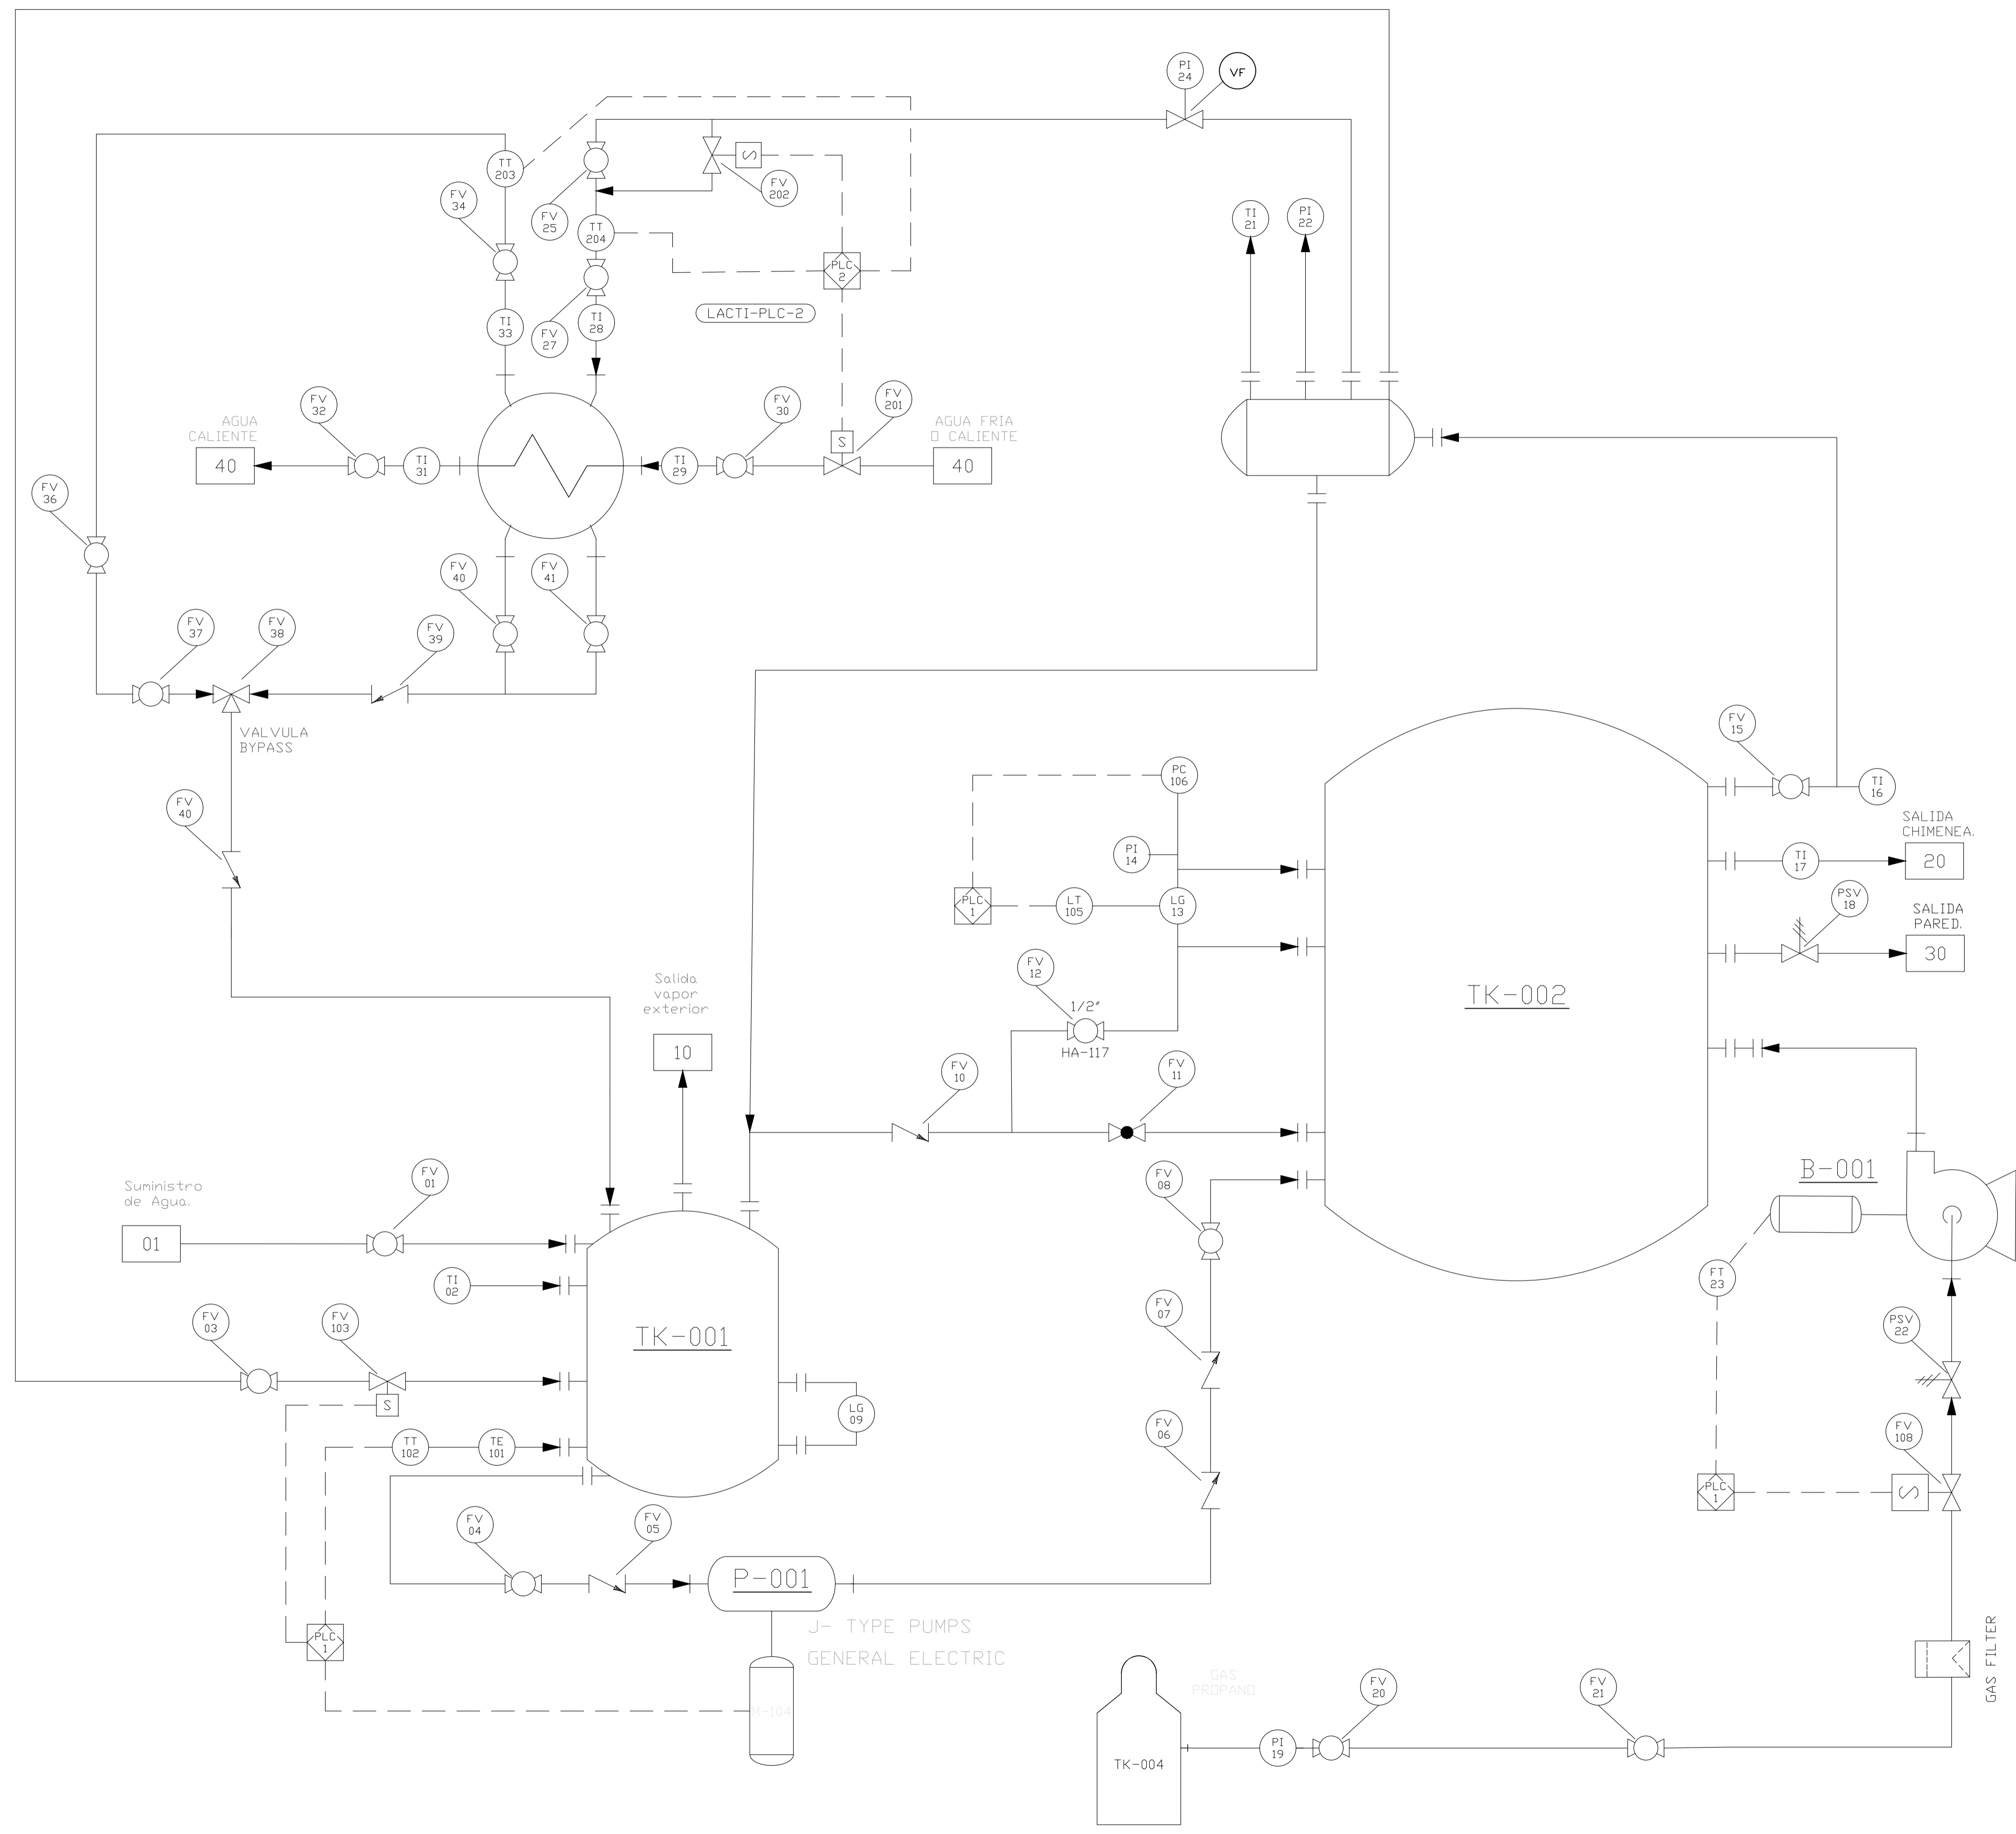 PI
24
VF
TT
203
FV
34
FV
25
FV
202
S
TT
204
TI
21
PI
22
PLC
2
LACTI-PLC-2
TI
33
FV
27
TI
28
AGUA
CALIENTE
40
FV
32
TI
31
TI
29
FV
30
FV
201
S
AGUA FRIA
O CALIENTE
40
FV
36
FV
40
FV
41
FV
37
FV
38
FV
39
VALVULA
BYPASS
FV
40
FV
15
TI
16
PC
106
PI
14
PLC
1
LT
105
LG
13
SALIDA
CHIMENEA.
TI
17
20
PSV
18
SALIDA
PARED.
30
FV
12
1/2"
HA-117
TK-002
Salida
vapor
exterior
10
FV
10
FV
11
Suministro
de Agua.
01
FV
01
FV
08
B-001
TI
02
FV
03
FV
103
S
TK-001
LG
09
TT
102
TE
101
FV
07
FT
23
PSV
22
FV
06
FV
108
PLC
1
S
FV
04
FV
05
P-001
J- TYPE PUMPS
GENERAL ELECTRIC
PLC
1
M-104
GAS FILTER
GAS
PROPANO
TK-004
PI
19
FV
20
FV
21